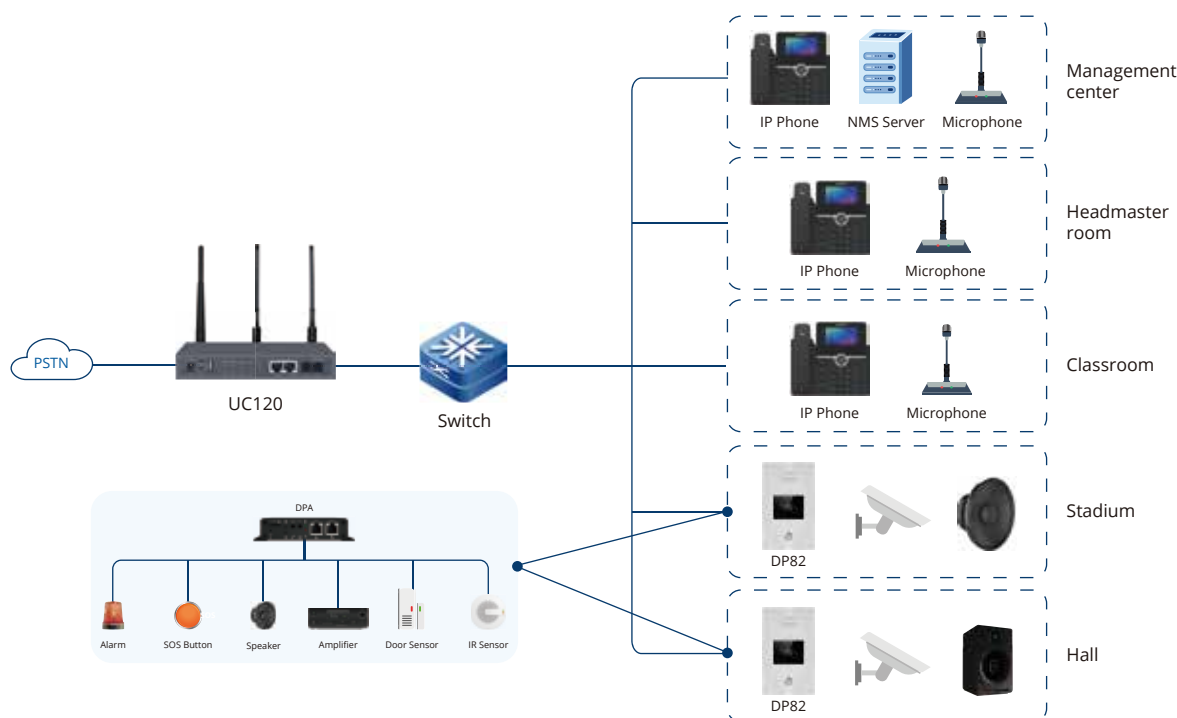 IP Phone
NMS Server
Microphone
Management
center
IP Phone
Microphone
Headmaster
room
PSTN
UC120
Switch
IP Phone
Microphone
Classroom
DP82
Stadium
DPA
Alarm
SOS Button
Speaker
Amplifier
Door Sensor
IR Sensor
DP82
Hall